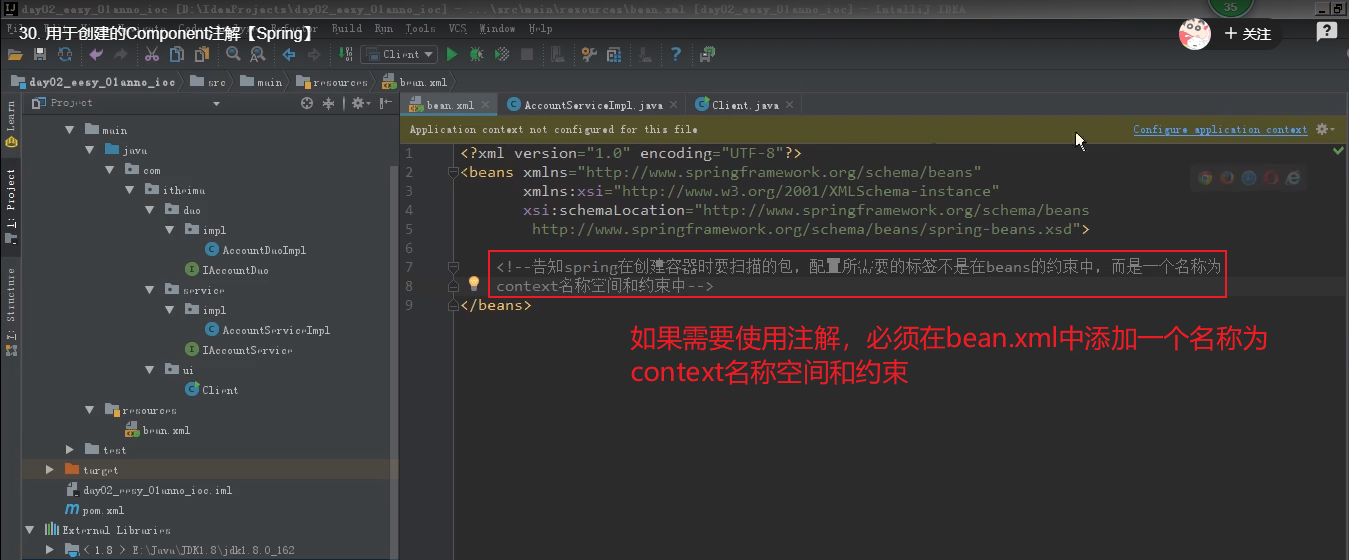 day02_eesy_01anno_ioc [D:\IdeaProjects\day02_eesy_01anno_ioc] - ...\src\main\resources\bean.xml [day02_eesy_01anno_ioc] - IntelliJ IDEA
35
Build Run Tools VCS Window Help
30. 用于创建的Component注解【Spring】
+ 关注
Client
day02_eesy_01anno_ioc src main resources bean.xml
Project
bean.xml AccountServiceImpl.java Client.java
Application context not configured for this file Configure application context
Learn
1: Project
7: Structure
main
java
com
itheima
dao
impl
AccountDaoImpl
IAccountDao
service
impl
AccountServiceImpl
IAccountService
ui
Client
resources
bean.xml
test
target
day02_eesy_01anno_ioc.iml
pom.xml
External Libraries
< 1.8 > E:\Java\JDK1.8\jdk1.8.0_162
1 <?xml version="1.0" encoding="UTF-8"?>
2 <beans xmlns="http://www.springframework.org/schema/beans"
3 xmlns:xsi="http://www.w3.org/2001/XMLSchema-instance"
4 xsi:schemaLocation="http://www.springframework.org/schema/beans
5 http://www.springframework.org/schema/beans/spring-beans.xsd">
6
7 <!--告知spring在创建容器时要扫描的包，配置所需要的标签不是在beans的约束中，而是一个名称为
8 context名称空间和约束中-->
9 </beans>
如果需要使用注解，必须在bean.xml中添加一个名称为
context名称空间和约束